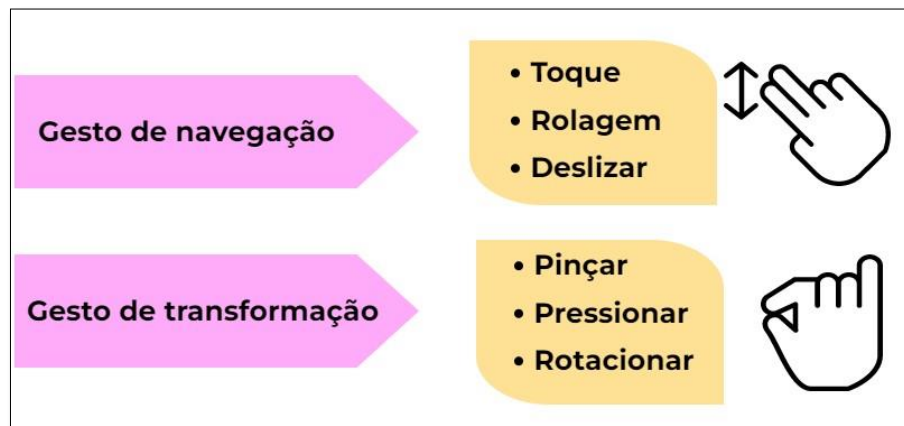 Gesto de navegação
• Toque
• Rolagem
• Deslizar
Gesto de transformação
• Pinçar
• Pressionar
• Rotacionar